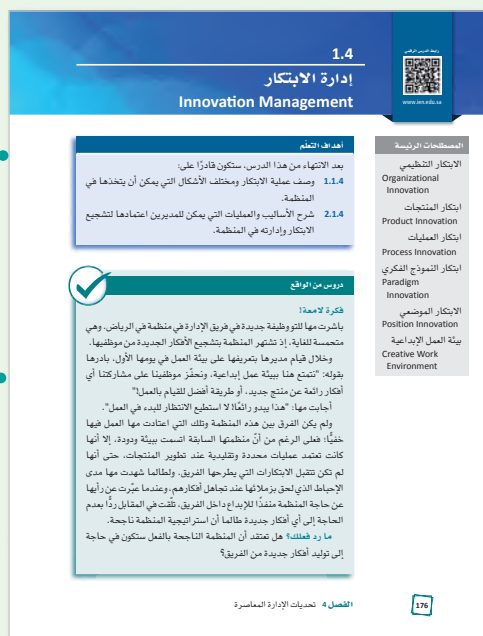 رابطة الدرس الرقمي
www.ien.edu.sa
1.4
إدارة الابتكار
Innovation Management
المصطلحات الرئيسة
الابتكار التنظيمي
Organizational
Innovation
ابتكار المنتجات
Product Innovation
ابتكار العمليات
Process Innovation
ابتكار النموذج الفكري
Paradigm
Innovation
الابتكار الموضعي
Position Innovation
بيئة العمل الإبداعية
Creative Work
Environment
أهداف التعلّم
بعد الانتهاء من هذا الدرس، ستكون قادرًا على:
1.1.4 وصف عملية الابتكار ومختلف الأشكال التي يمكن أن يتخذها في
المنظمة.
2.1.4 شرح الأساليب والعمليات التي يمكن للمديرين اعتمادها لتشجيع
الابتكار وإدارته في المنظمة.
دروس من الواقع
فكرة لامعة!
باشرت مها للتو وظيفة جديدة في فريق الإدارة في منظمة في الرياض، وهي
متحمسة للغاية، إذ تشتهر المنظمة بتشجيع الأفكار الجديدة من موظفيها.
وخلال قيام مديرها بتعريفها على بيئة العمل في يومها الأول، بادرها
بقوله: "نتمتع هنا ببيئة عمل إبداعية، ونحفّز موظفينا على مشاركتنا أي
أفكار رائعة عن منتج جديد، أو طريقة أفضل للقيام بالعمل!"
أجابت مها: "هذا يبدو رائعًا! لا استطيع الانتظار للبدء في العمل".
ولم يكن الفرق بين هذه المنظمة وتلك التي اعتادت مها العمل فيها
خفيًّا؛ فعلى الرغم من أنّ منظمتها السابقة اتسمت ببيئة ودودة، إلا أنها
كانت تعتمد عمليات محددة وتقليدية عند تطوير المنتجات، حتى أنها
لم تكن تتقبل الابتكارات التي يطرحها الفريق. ولطالما شهدت مها مدى
الإحباط الذي لحق بزملائها عند تجاهل أفكارهم، وعندما عبّرت عن رأيها
عن حاجة المنظمة منفذًا للإبداع داخل الفريق، تلقت في المقابل ردًّا بعدم
الحاجة إلى أي أفكار جديدة طالما أن استراتيجية المنظمة ناجحة.
ما رد فعلك؟ هل تعتقد أن المنظمة الناجحة بالفعل ستكون في حاجة
إلى توليد أفكار جديدة من الفريق؟
الفصل 4 تحديات الإدارة المعاصرة
176